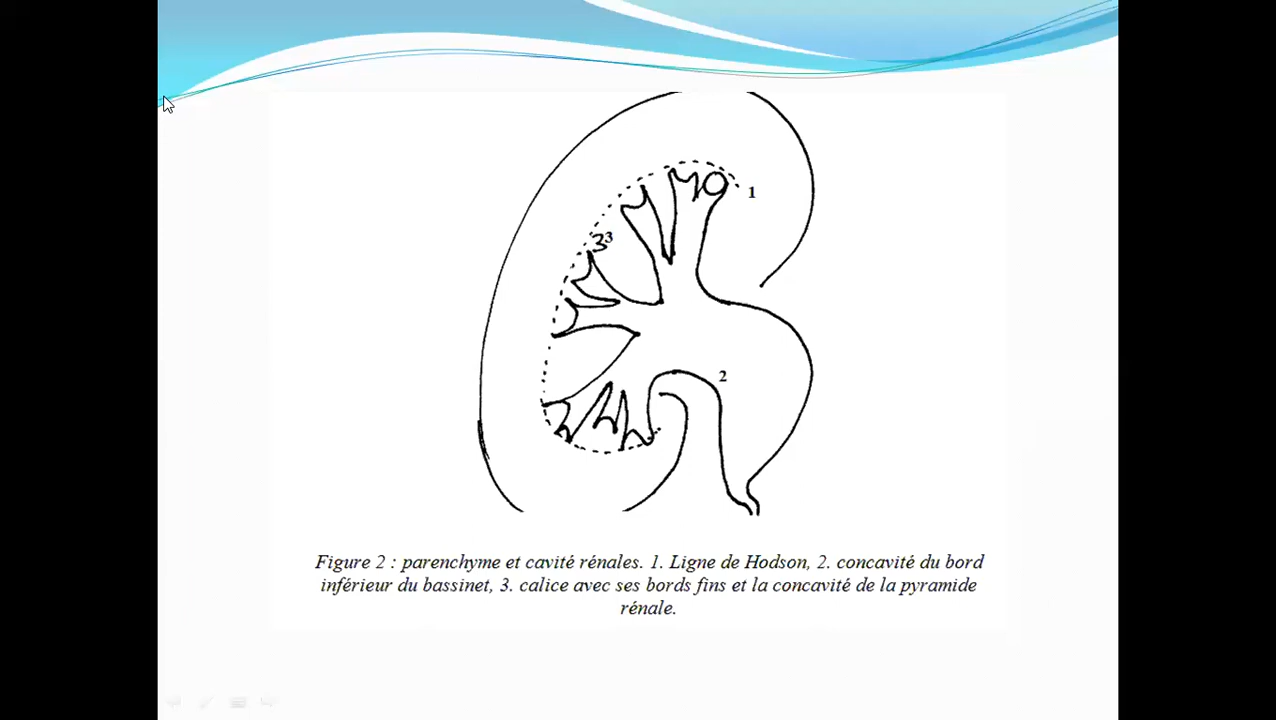 1
3
2
Figure 2 : parenchyme et cavité rénales. 1. Ligne de Hodson, 2. concavité du bord
inférieur du bassinet, 3. calice avec ses bords fins et la concavité de la pyramide
rénale.